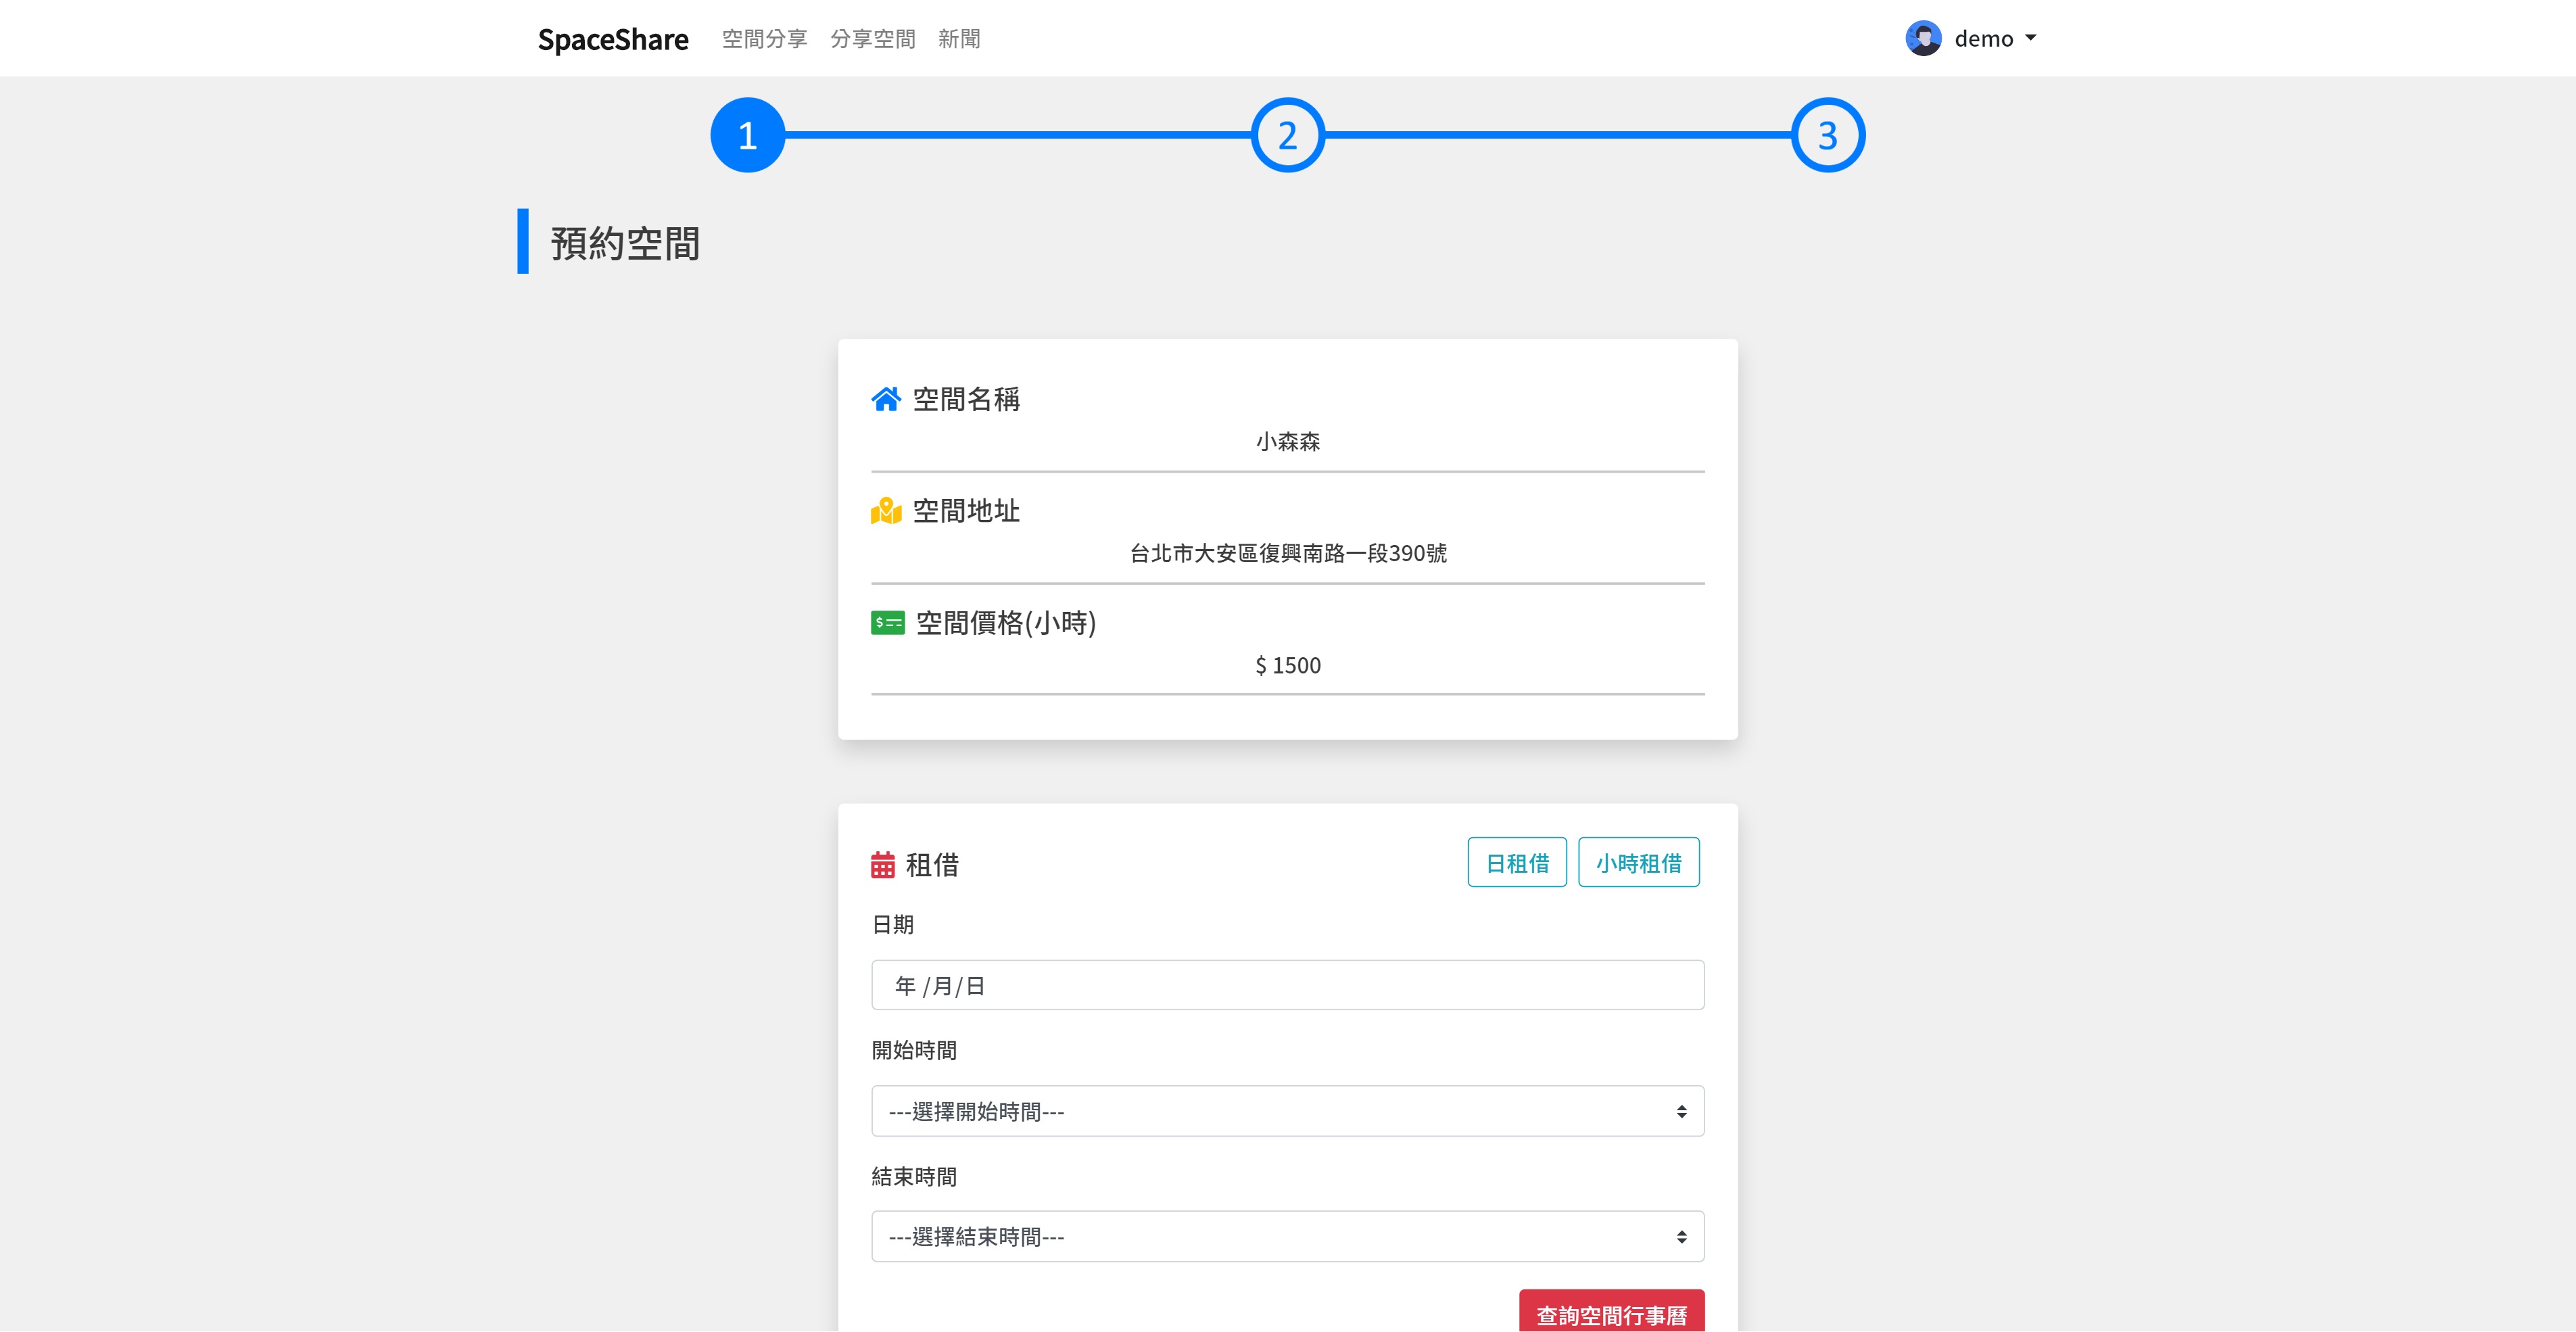 SpaceShare 空間分享 分享空間 新聞 demo
1 2 3
預約空間
空間名稱
小森森
空間地址
台北市大安區復興南路一段390號
空間價格(小時)
$ 1500
租借 日租借 小時租借
日期
年 /月/日
開始時間
---選擇開始時間---
結束時間
---選擇結束時間---
查詢空間行事曆